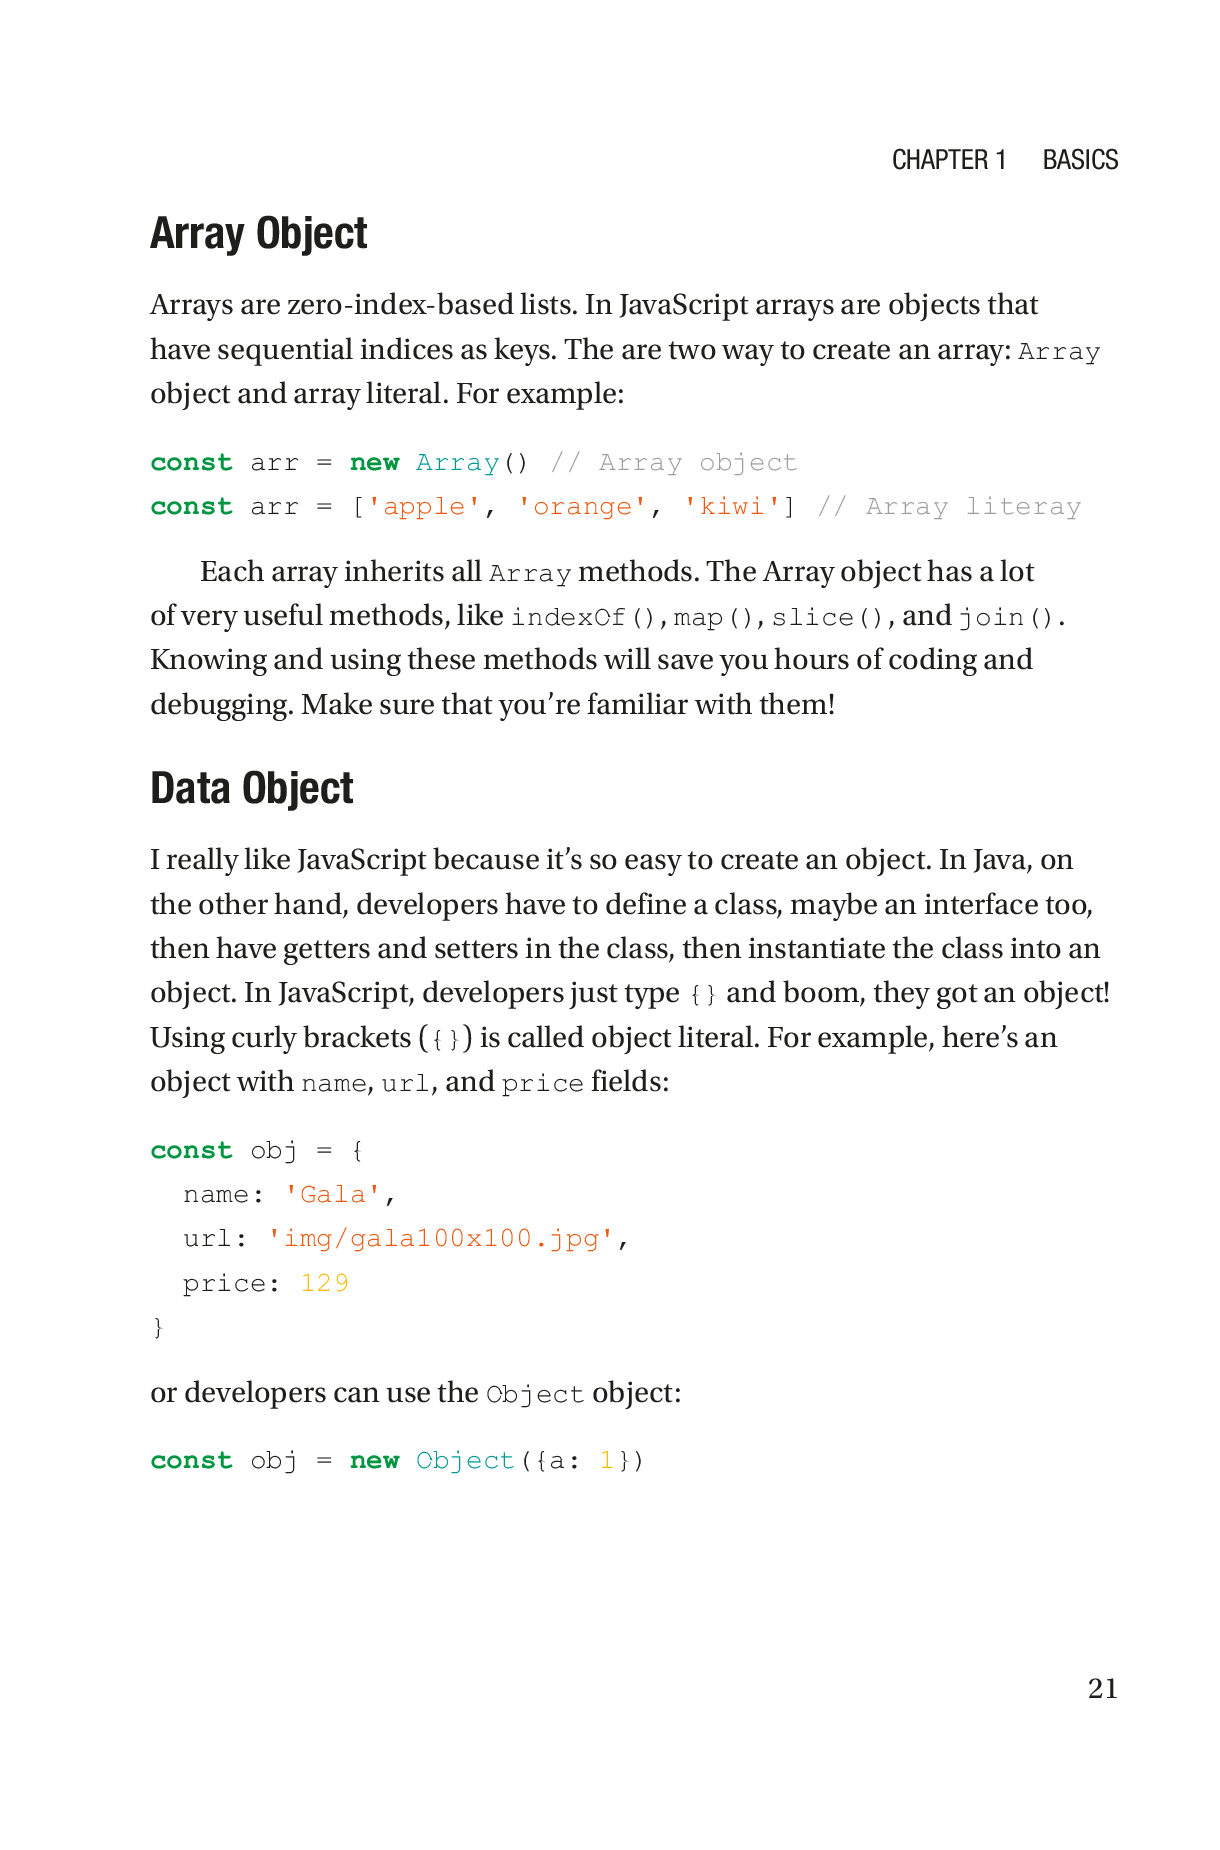 CHAPTER 1 BASICS
Array Object
Arrays are zero-index-based lists. In JavaScript arrays are objects that
have sequential indices as keys. The are two way to create an array: Array
object and array literal. For example:
const arr = new Array() // Array object
const arr = ['apple', 'orange', 'kiwi'] // Array literay
Each array inherits all Array methods. The Array object has a lot
of very useful methods, like indexOf(), map(), slice(), and join().
Knowing and using these methods will save you hours of coding and
debugging. Make sure that you’re familiar with them!
Data Object
I really like JavaScript because it’s so easy to create an object. In Java, on
the other hand, developers have to define a class, maybe an interface too,
then have getters and setters in the class, then instantiate the class into an
object. In JavaScript, developers just type {} and boom, they got an object!
Using curly brackets ({}) is called object literal. For example, here’s an
object with name, url, and price fields:
const obj = {
  name: 'Gala',
  url: 'img/gala100x100.jpg',
  price: 129
}
or developers can use the Object object:
const obj = new Object({a: 1})
21